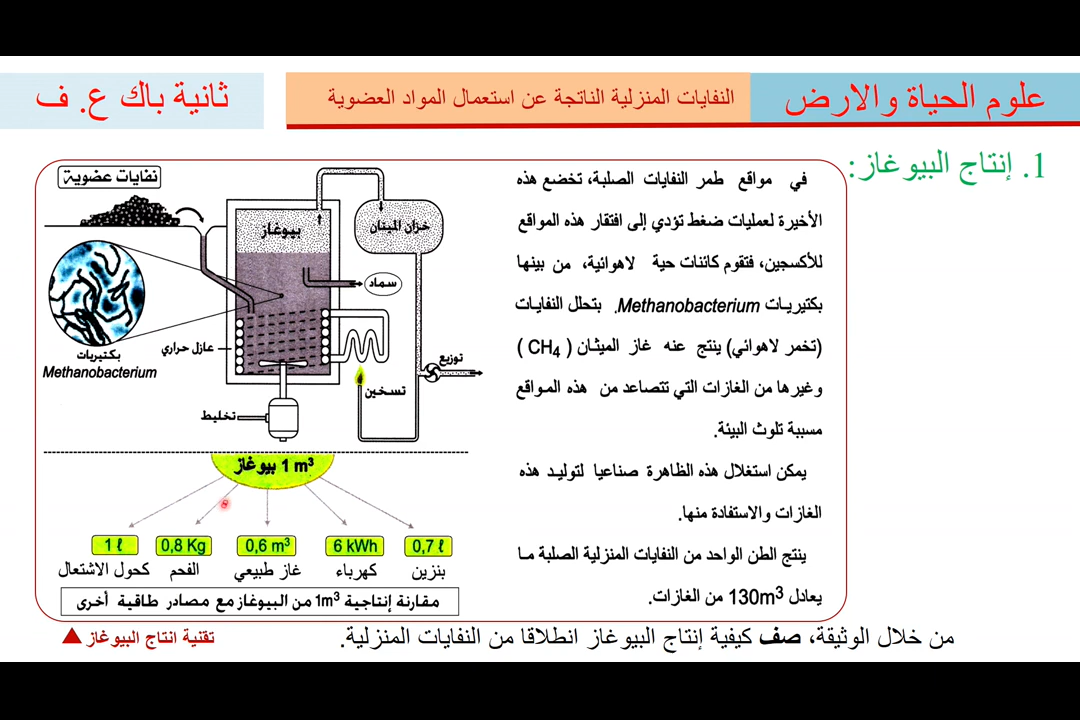 علوم الحياة والارض
النفايات المنزلية الناتجة عن استعمال المواد العضوية
ثانية باك ع. ف
1. إنتاج البيوغاز:
في مواقع طمر النفايات الصلبة، تخضع هذه
الأخيرة لعمليات ضغط تؤدي إلى افتقار هذه المواقع
للأكسجين، فتقوم كائنات حية لاهوائية، من بينها
بكتيريات Methanobacterium. بتحلل النفايات
(تخمر لاهوائي) ينتج عنه غاز الميثان ( CH4 )
وغيرها من الغازات التي تتصاعد من هذه المواقع
مسببة تلوث البيئة.
يمكن استغلال هذه الظاهرة صناعيا لتوليد هذه
الغازات والاستفادة منها.
ينتج الطن الواحد من النفايات المنزلية الصلبة ما
يعادل 130m3 من الغازات.
نفايات عضوية
بيوغاز
خزان الميثان
سماد
عازل حراري
بكتيريات
Methanobacterium
توزيع
تسخين
تخليط
1 m³ بيوغاز
0,7 ℓ
6 kWh
0,6 m³
0,8 Kg
1 ℓ
بنزين
كهرباء
غاز طبيعي
الفحم
كحول الاشتعال
مقارنة إنتاجية 1m³ من البيوغاز مع مصادر طاقية أخرى
تقنية انتاج البيوغاز
من خلال الوثيقة، صف كيفية إنتاج البيوغاز انطلاقا من النفايات المنزلية.